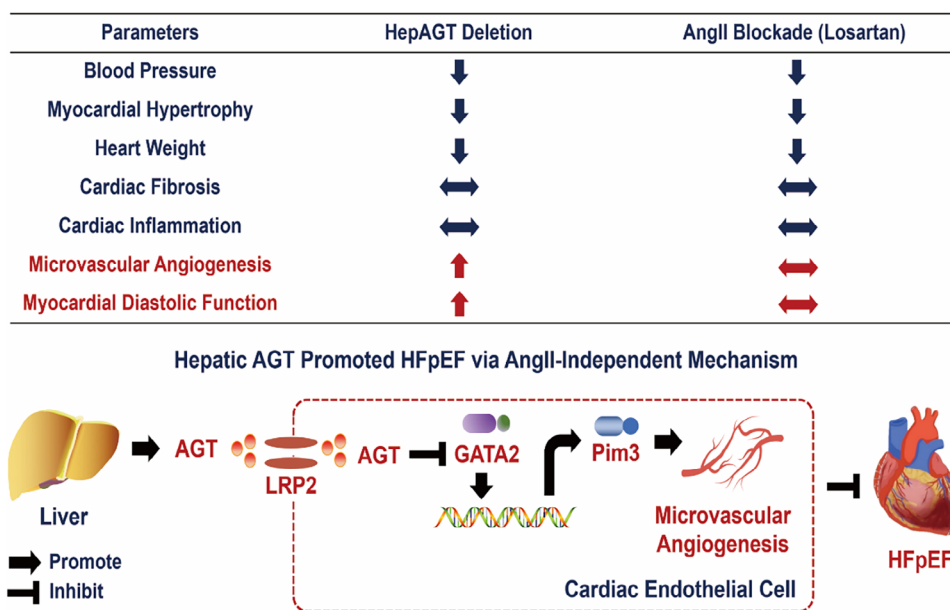 Parameters HepAGT Deletion AngII Blockade (Losartan)
Blood Pressure
Myocardial Hypertrophy
Heart Weight
Cardiac Fibrosis
Cardiac Inflammation
Microvascular Angiogenesis
Myocardial Diastolic Function
Hepatic AGT Promoted HFpEF via AngII-Independent Mechanism
AGT
LRP2
AGT
GATA2
Pim3
Liver
Microvascular
Angiogenesis
HFpEF
Promote
Inhibit
Cardiac Endothelial Cell